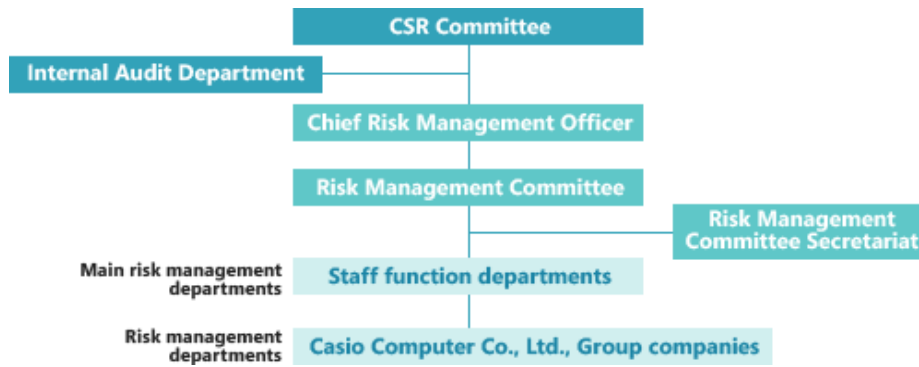 CSR Committee
Internal Audit Department
Chief Risk Management Officer
Risk Management Committee
Risk Management
Committee Secretariat
Main risk management
departments
Staff function departments
Risk management
departments
Casio Computer Co., Ltd., Group companies